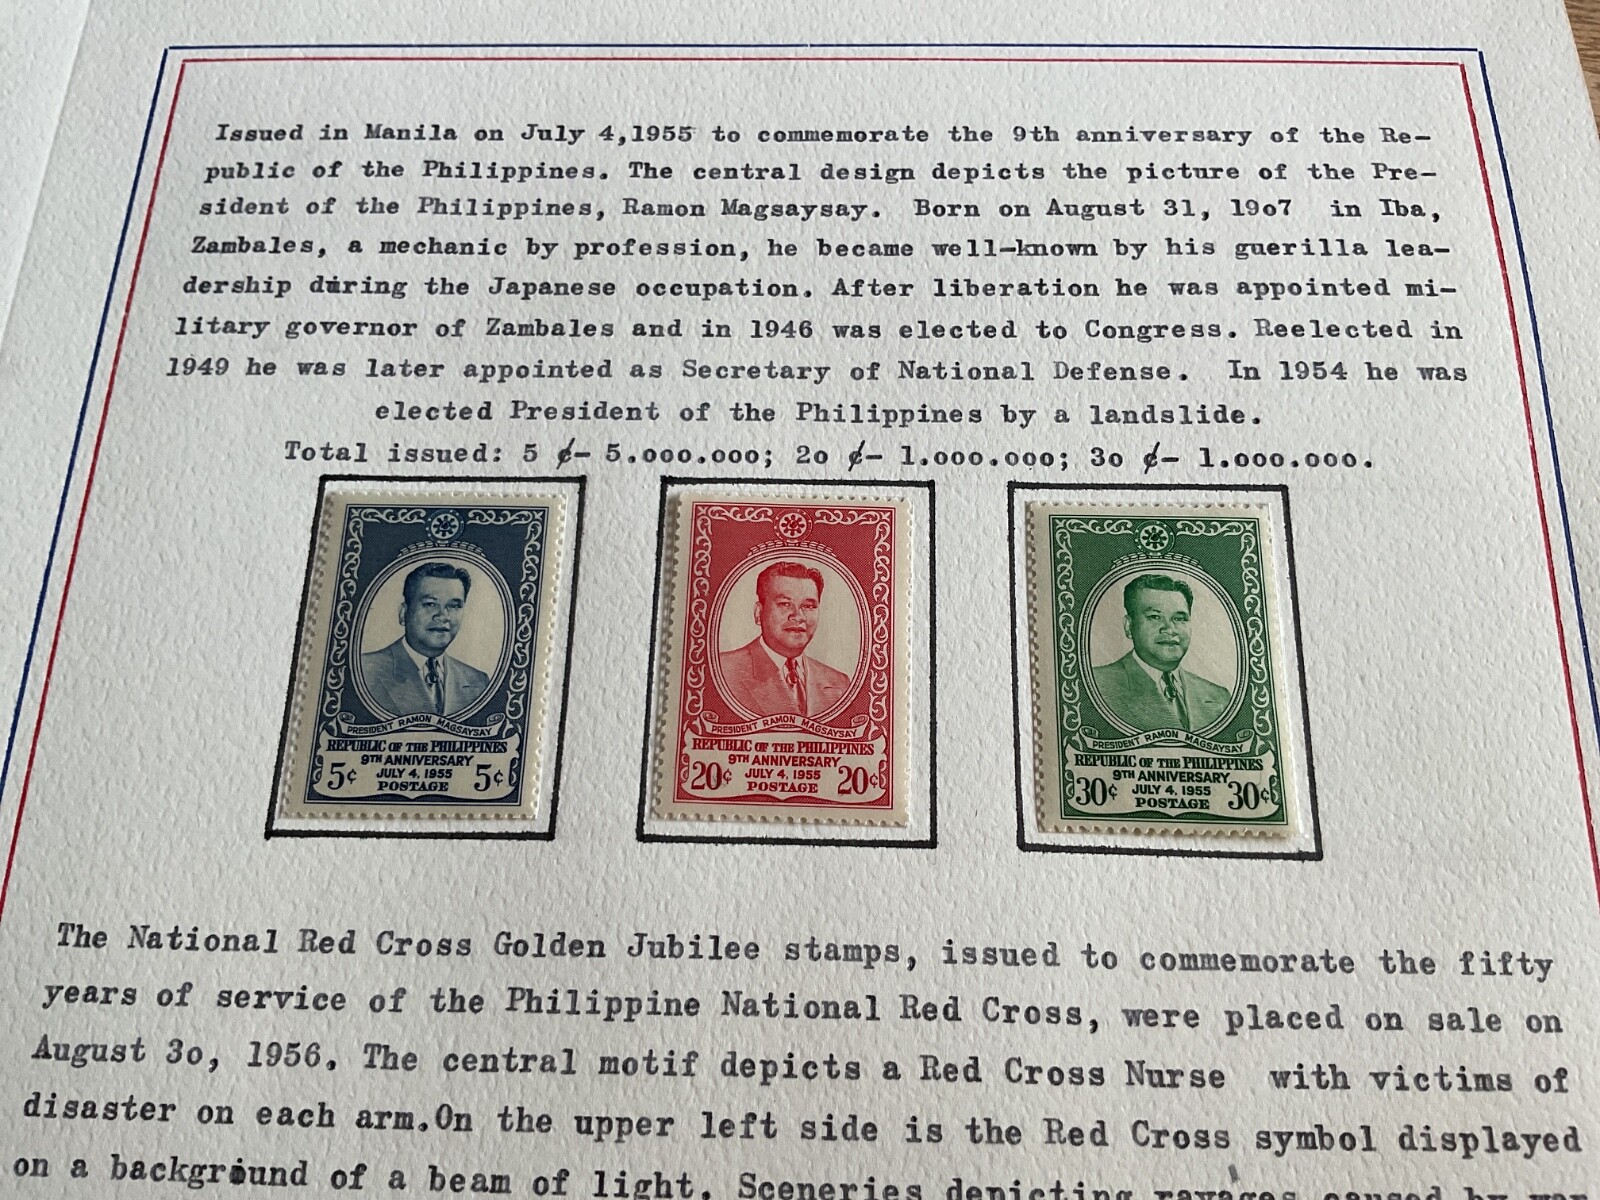 Issued in Manila on July 4,1955 to commemorate the 9th anniversary of the Re-
public of the Philippines. The central design depicts the picture of the Pre-
sident of the Philippines, Ramon Magsaysay. Born on August 31, 19o7 in Iba,
Zambales, a mechanic by profession, he became well-known by his guerilla lea-
dership during the Japanese occupation. After liberation he was appointed mi-
litary governor of Zambales and in 1946 was elected to Congress. Reelected in
1949 he was later appointed as Secretary of National Defense. In 1954 he was
elected President of the Philippines by a landslide.
Total issued: 5 ¢- 5.ooo.ooo; 2o ¢- 1.ooo.ooo; 3o ¢- 1.ooo.ooo.
PRESIDENT RAMON MAGSAYSAY
REPUBLIC OF THE PHILIPPINES
9TH ANNIVERSARY
5¢ JULY 4, 1955 5¢
POSTAGE
PRESIDENT RAMON MAGSAYSAY
REPUBLIC OF THE PHILIPPINES
9TH ANNIVERSARY
20¢ JULY 4, 1955 20¢
POSTAGE
PRESIDENT RAMON MAGSAYSAY
REPUBLIC OF THE PHILIPPINES
9TH ANNIVERSARY
30¢ JULY 4, 1955 30¢
POSTAGE
The National Red Cross Golden Jubilee stamps, issued to commemorate the fifty
years of service of the Philippine National Red Cross, were placed on sale on
August 3o, 1956. The central motif depicts a Red Cross Nurse with victims of
disaster on each arm.On the upper left side is the Red Cross symbol displayed
on a background of a beam of light. Sceneries depicting ravages caused by